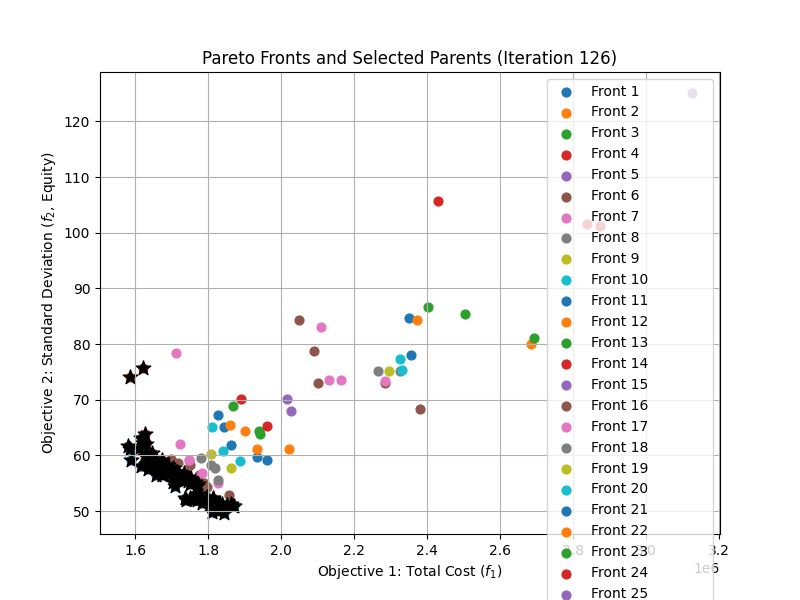 Pareto Fronts and Selected Parents (Iteration 126)
Objective 2: Standard Deviation (f₂, Equity)
120
110
100
90
80
70
60
50
1.6 1.8 2.0 2.2 2.4 2.6 2.8 3.0 3.2
1e6
Objective 1: Total Cost (f₁)
Front 1
Front 2
Front 3
Front 4
Front 5
Front 6
Front 7
Front 8
Front 9
Front 10
Front 11
Front 12
Front 13
Front 14
Front 15
Front 16
Front 17
Front 18
Front 19
Front 20
Front 21
Front 22
Front 23
Front 24
Front 25